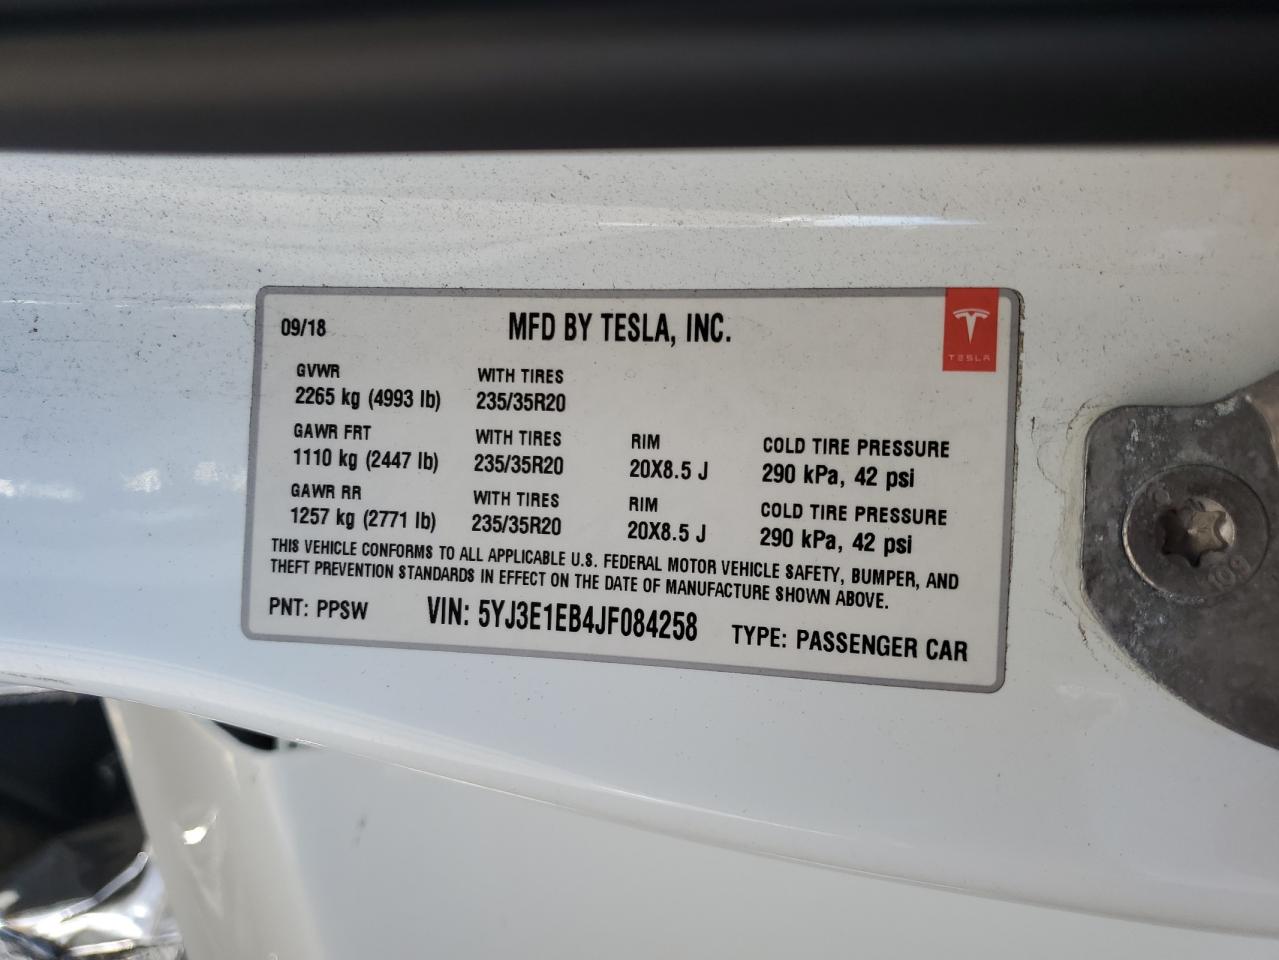 09/18 MFD BY TESLA, INC.
TESLA
GVWR WITH TIRES
2265 kg (4993 lb) 235/35R20
GAWR FRT WITH TIRES RIM COLD TIRE PRESSURE
1110 kg (2447 lb) 235/35R20 20X8.5 J 290 kPa, 42 psi
GAWR RR WITH TIRES RIM COLD TIRE PRESSURE
1257 kg (2771 lb) 235/35R20 20X8.5 J 290 kPa, 42 psi
THIS VEHICLE CONFORMS TO ALL APPLICABLE U.S. FEDERAL MOTOR VEHICLE SAFETY, BUMPER, AND
THEFT PREVENTION STANDARDS IN EFFECT ON THE DATE OF MANUFACTURE SHOWN ABOVE.
PNT: PPSW VIN: 5YJ3E1EB4JF084258 TYPE: PASSENGER CAR